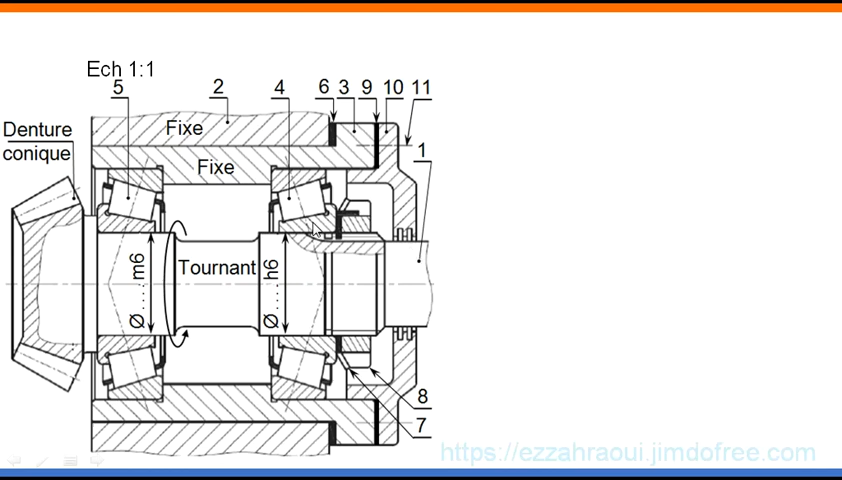 Ech 1:1
5
2
4
6
3
9
10
11
Denture
conique
Fixe
Fixe
1
Tournant
Ø....m6
Ø....h6
8
7
https://ezzahraoui.jimdofree.com